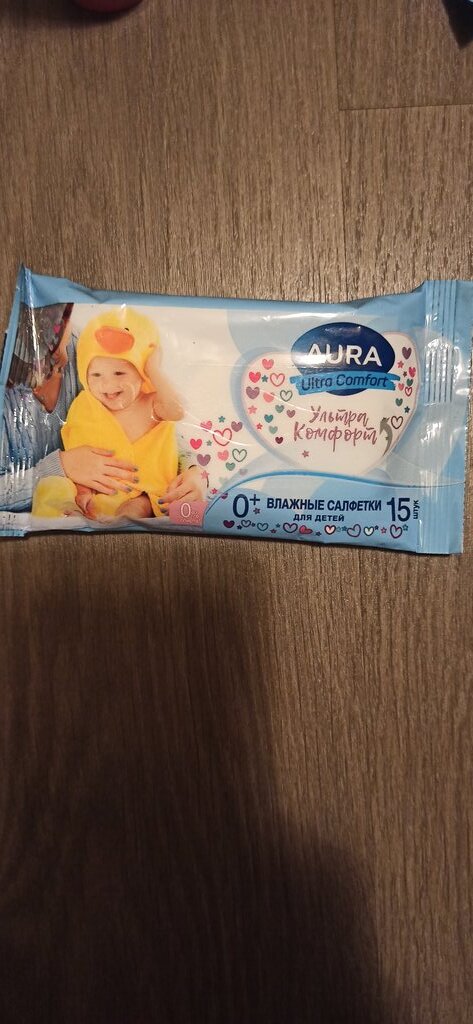 AURA
Ultra Comfort
Ультра
Комфорт
0+ ВЛАЖНЫЕ САЛФЕТКИ 15 штук
ДЛЯ ДЕТЕЙ